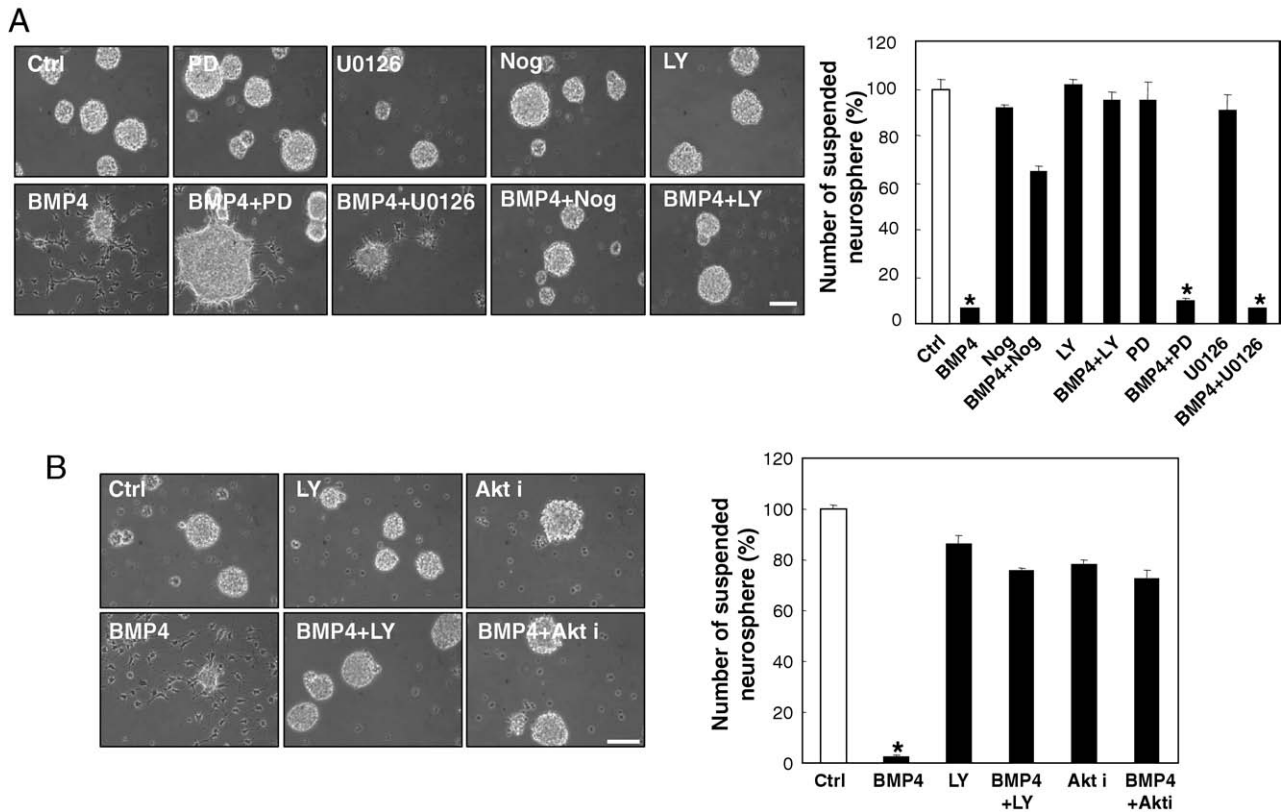 A
Ctrl
PD
U0126
Nog
LY
BMP4
BMP4+PD
BMP4+U0126
BMP4+Nog
BMP4+LY
Number of suspended
neurosphere (%)
120
100
80
60
40
20
0
*
*
*
Ctrl
BMP4
Nog
BMP4+Nog
LY
BMP4+LY
PD
BMP4+PD
U0126
BMP4+U0126
B
Ctrl
LY
Akt i
BMP4
BMP4+LY
BMP4+Akt i
Number of suspended
neurosphere (%)
120
100
80
60
40
20
0
*
Ctrl
BMP4
LY
BMP4
+LY
Akt i
BMP4
+Akti